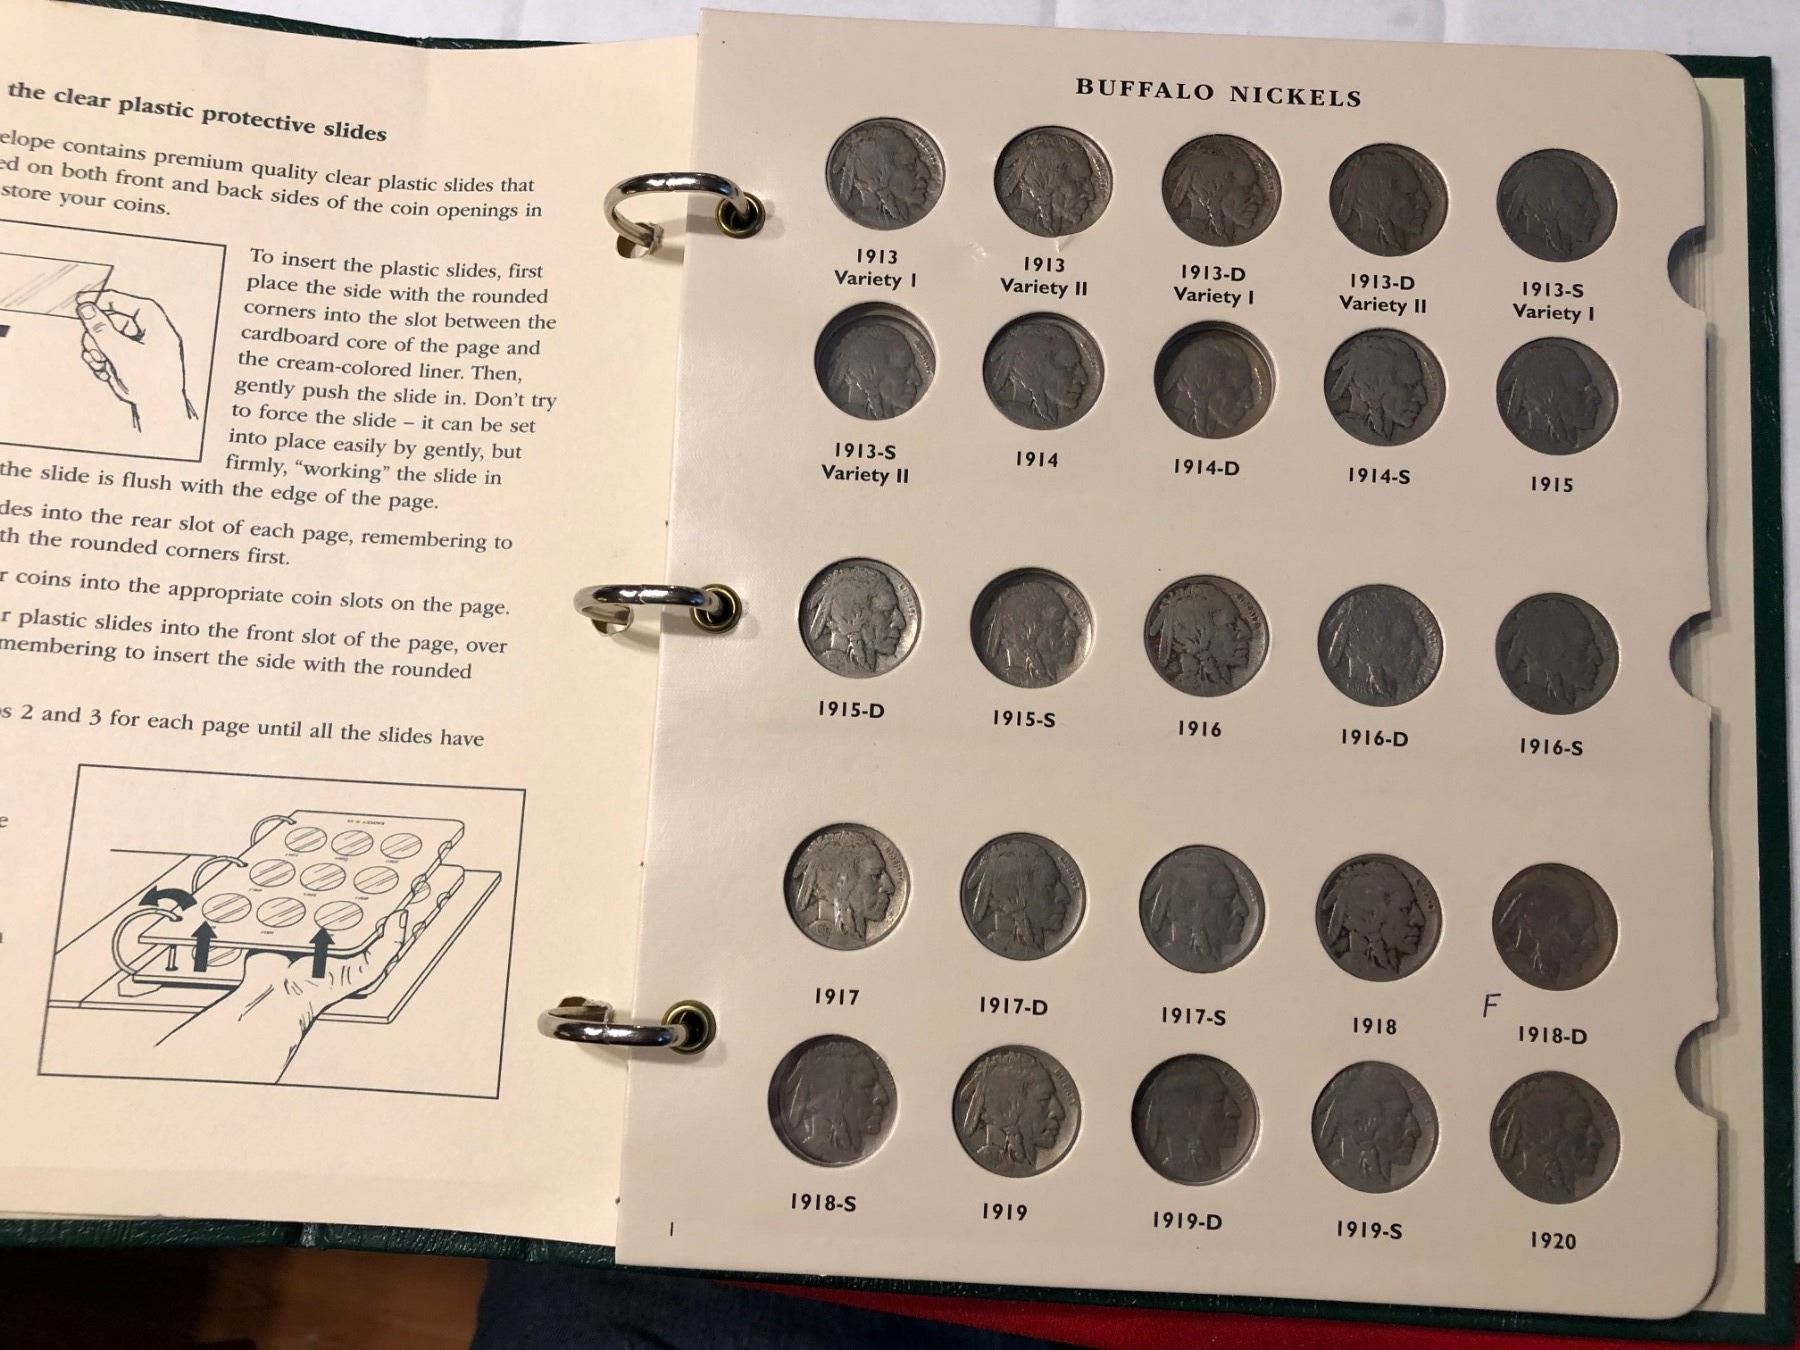 the clear plastic protective slides
elope contains premium quality clear plastic slides that
ed on both front and back sides of the coin openings in
store your coins.
To insert the plastic slides, first
place the side with the rounded
corners into the slot between the
cardboard core of the page and
the cream-colored liner. Then,
gently push the slide in. Don't try
to force the slide – it can be set
into place easily by gently, but
firmly, “working” the slide in
the slide is flush with the edge of the page.
des into the rear slot of each page, remembering to
th the rounded corners first.
r coins into the appropriate coin slots on the page.
r plastic slides into the front slot of the page, over
membering to insert the side with the rounded
s 2 and 3 for each page until all the slides have
e
BUFFALO NICKELS
1913 Variety I
1913 Variety II
1913-D Variety I
1913-D Variety II
1913-S Variety I
1913-S Variety II
1914
1914-D
1914-S
1915
1915-D
1915-S
1916
1916-D
1916-S
1917
1917-D
1917-S
1918
F 1918-D
1918-S
1919
1919-D
1919-S
1920
1